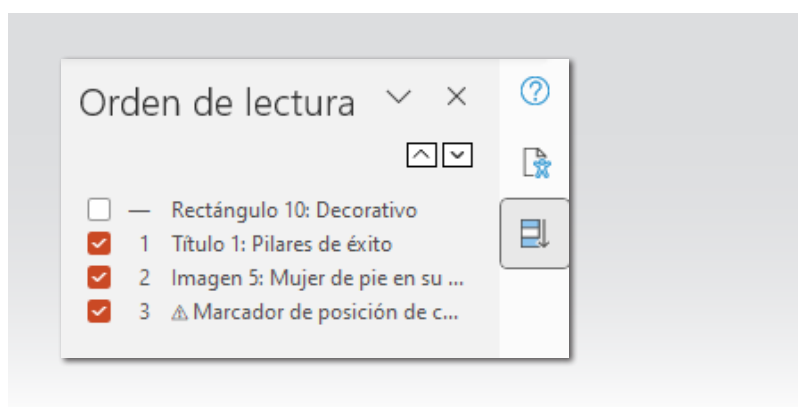 Orden de lectura
— Rectángulo 10: Decorativo
1 Título 1: Pilares de éxito
2 Imagen 5: Mujer de pie en su ...
3 ⚠ Marcador de posición de c...